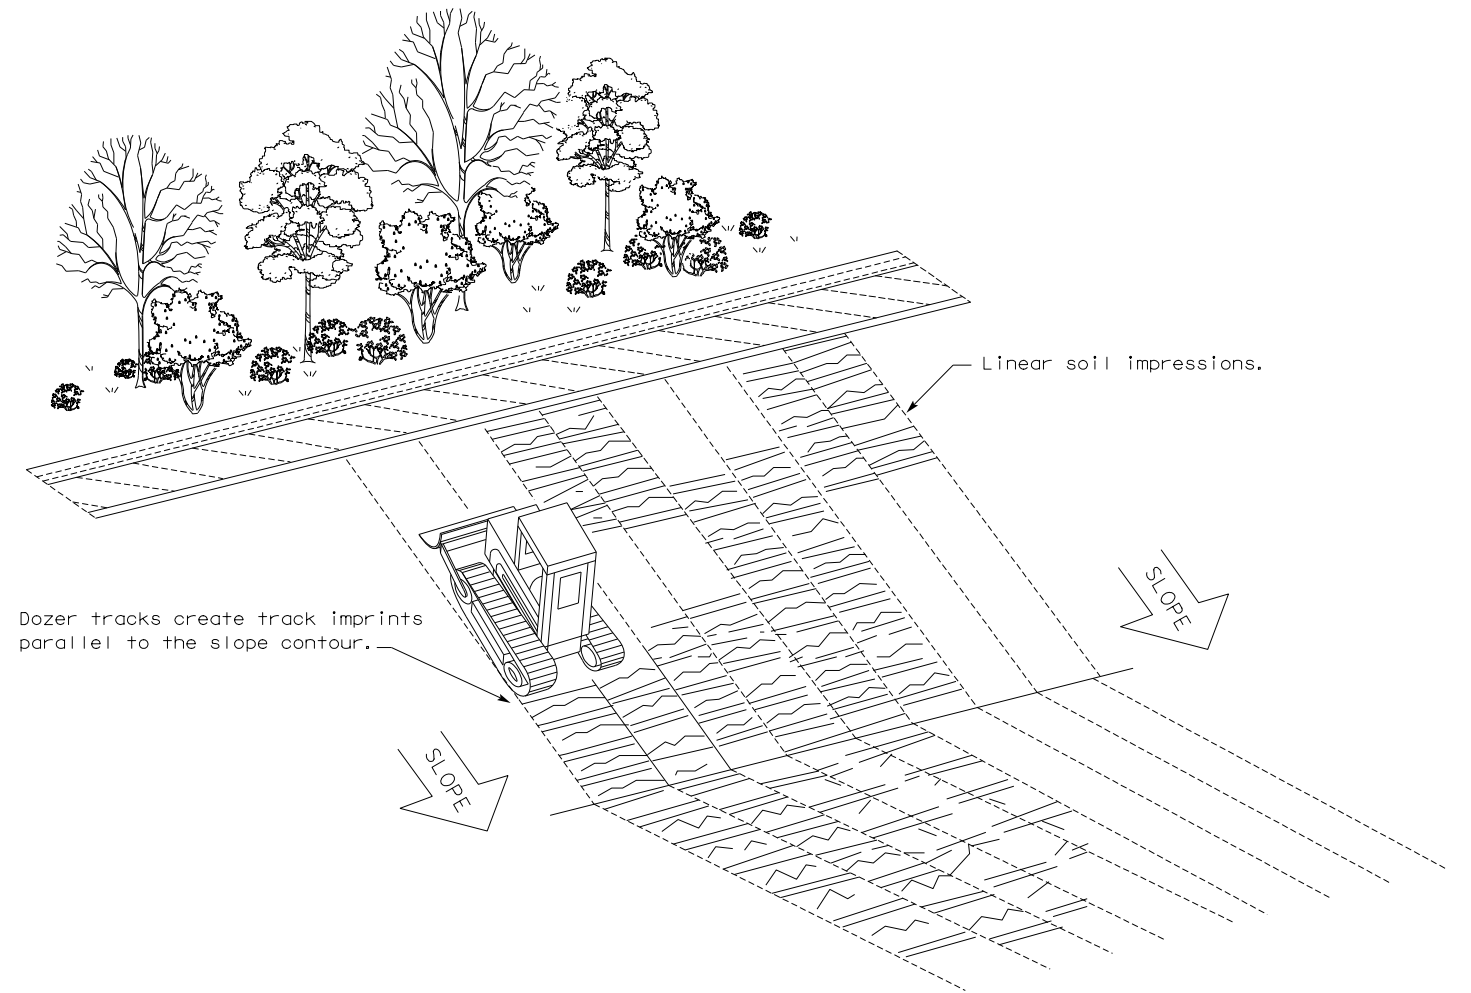 Linear soil impressions.
Dozer tracks create track imprints
parallel to the slope contour.
SLOPE
SLOPE